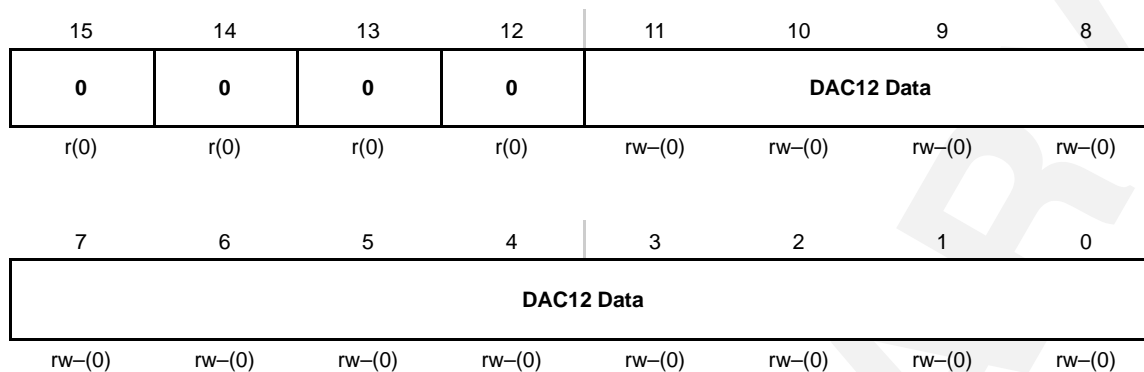 15 14 13 12 11 10 9 8
0 0 0 0 DAC12 Data
r(0) r(0) r(0) r(0) rw–(0) rw–(0) rw–(0) rw–(0)
7 6 5 4 3 2 1 0
DAC12 Data
rw–(0) rw–(0) rw–(0) rw–(0) rw–(0) rw–(0) rw–(0) rw–(0)